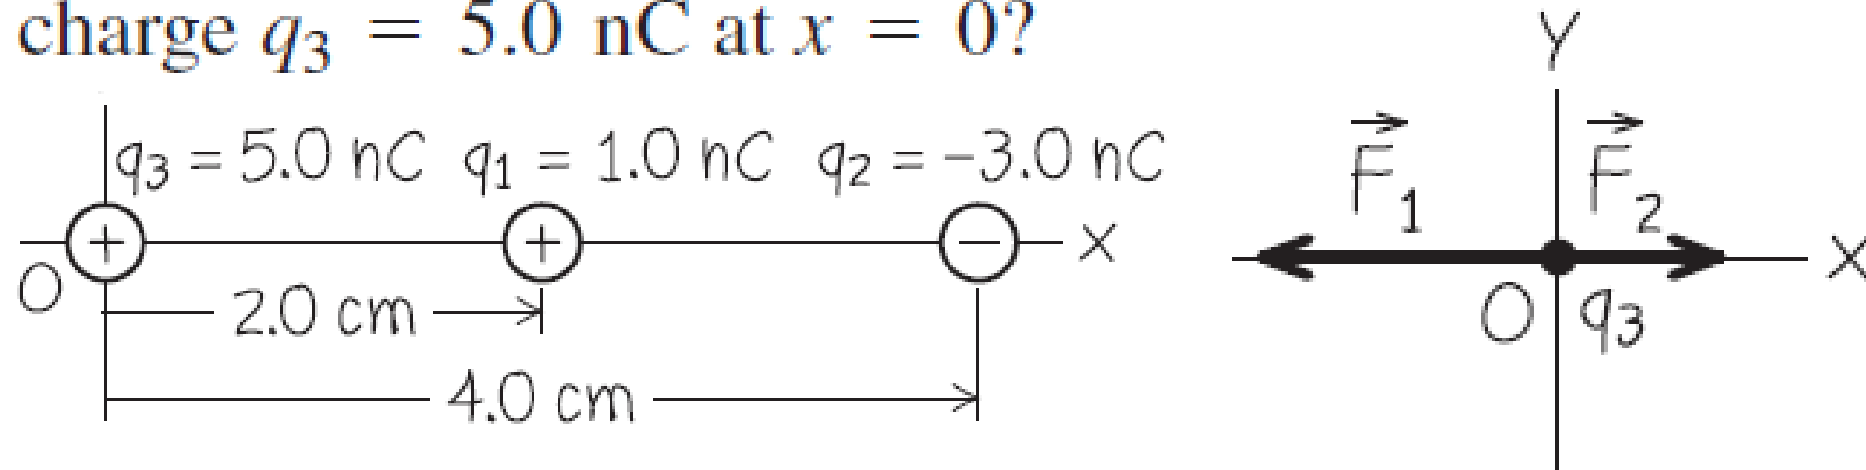 charge q3 = 5.0 nC at x = 0?
q3 = 5.0 nC q1 = 1.0 nC q2 = −3.0 nC
O
x
2.0 cm
4.0 cm
y
F1 F2
x
O q3